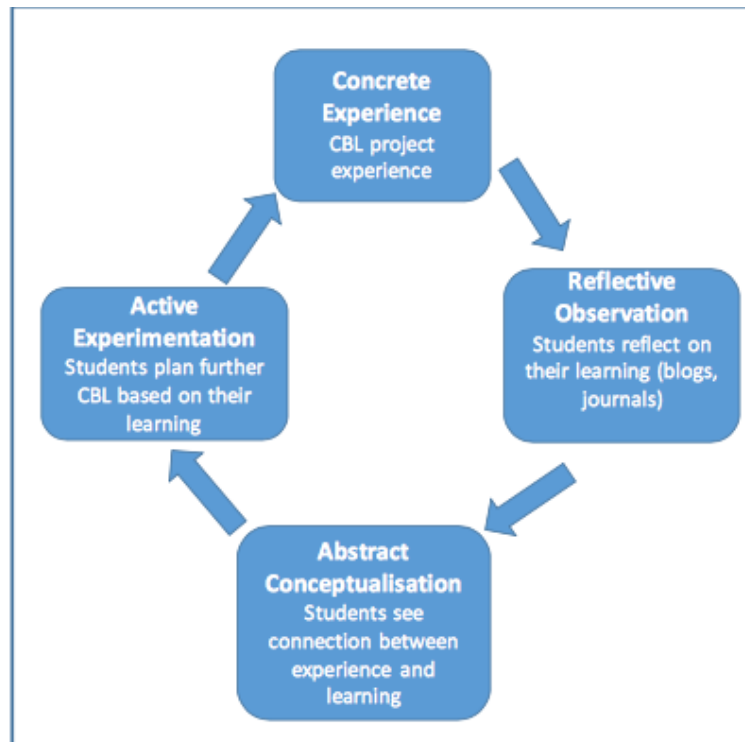 Concrete
Experience
CBL project
experience
Reflective
Observation
Students reflect on
their learning (blogs,
journals)
Abstract
Conceptualisation
Students see
connection between
experience and
learning
Active
Experimentation
Students plan further
CBL based on their
learning